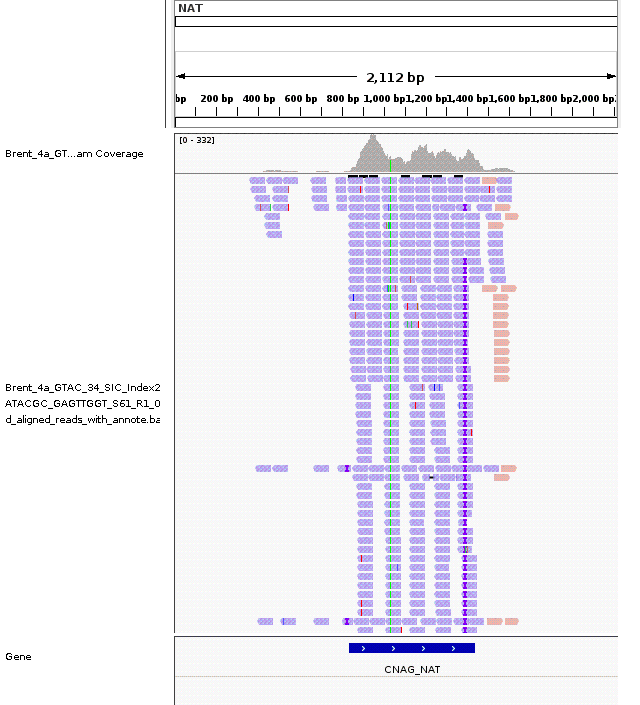 NAT
2,112 bp
bp 200 bp 400 bp 600 bp 800 bp 1,000 bp 1,200 bp 1,400 bp 1,600 bp 1,800 bp 2,000 bp
[0 - 332]
Brent_4a_GT...am Coverage
Brent_4a_GTAC_34_SIC_Index2
ATACGC_GAGTTGGT_S61_R1_0
d_aligned_reads_with_annote.ba
Gene
CNAG_NAT